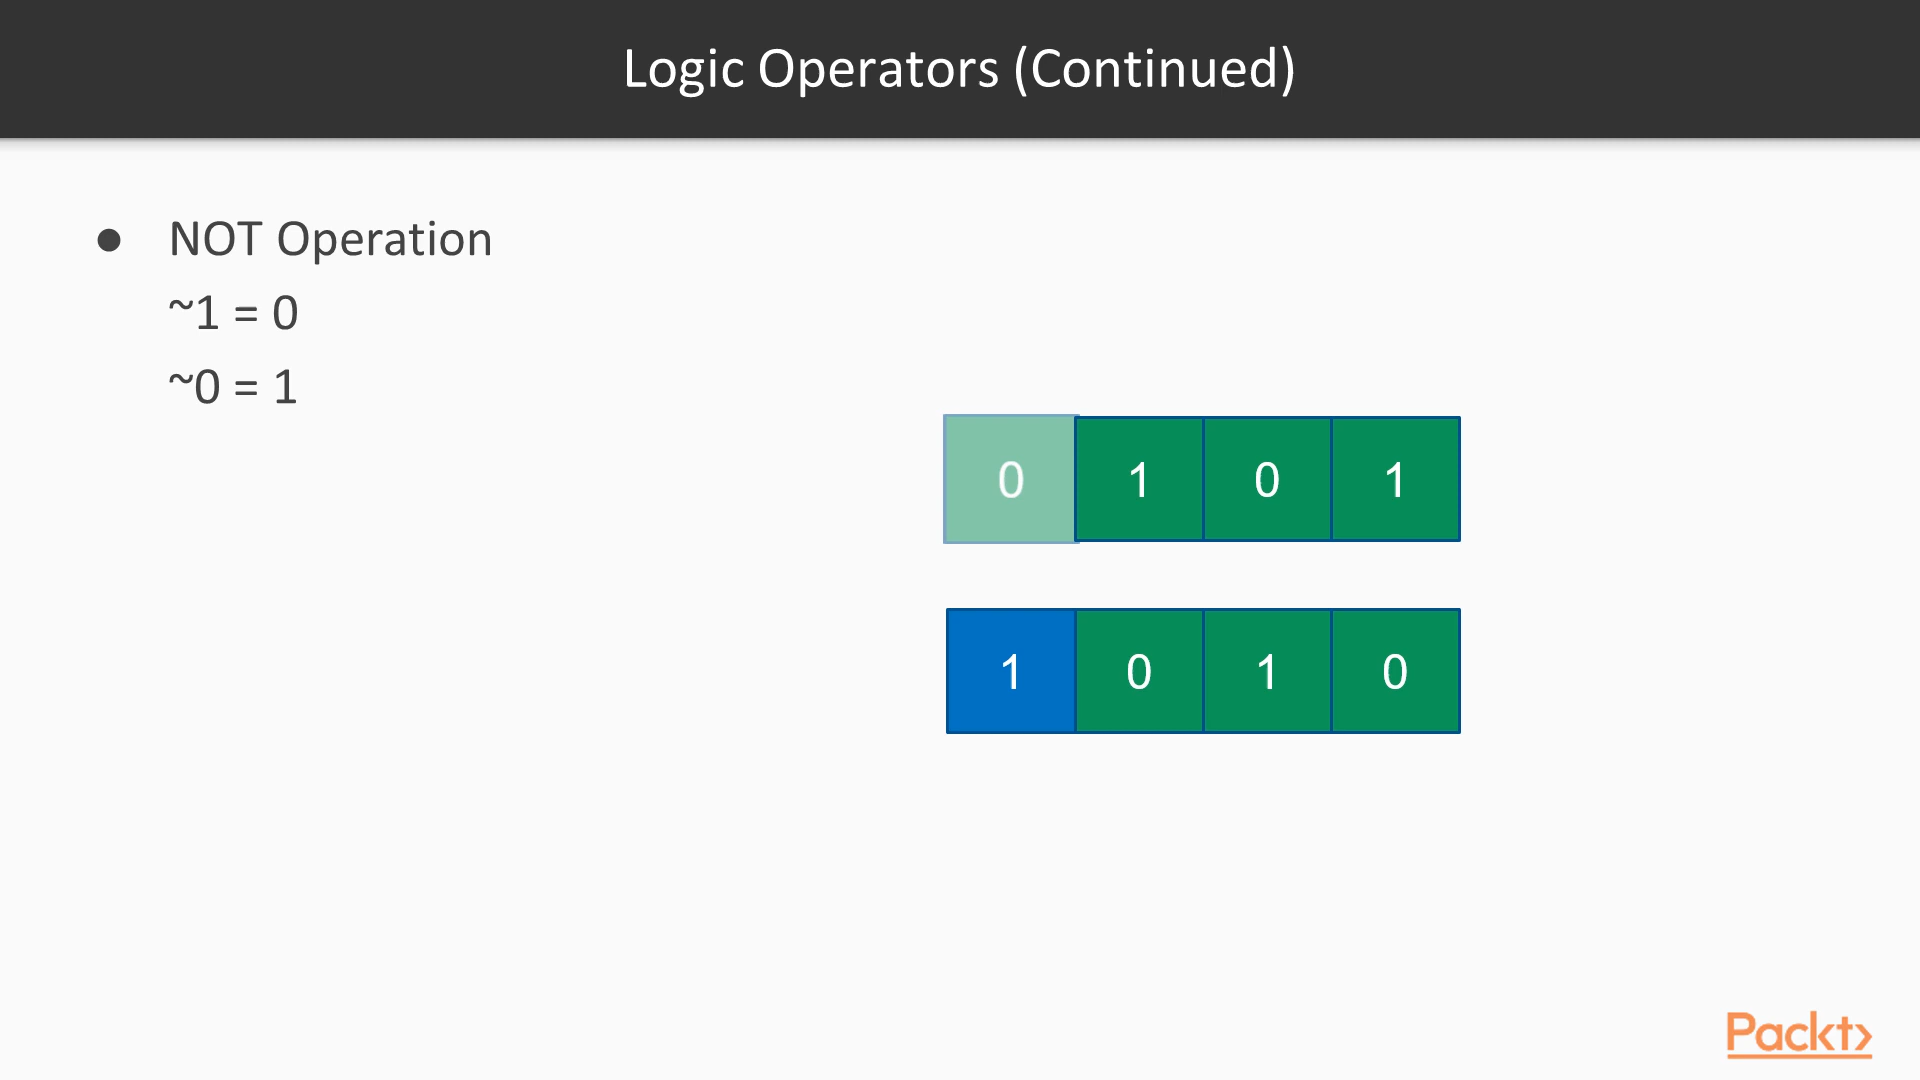 Logic Operators (Continued)
● NOT Operation
~1 = 0
~0 = 1
0 1 0 1
1 0 1 0
Packt>